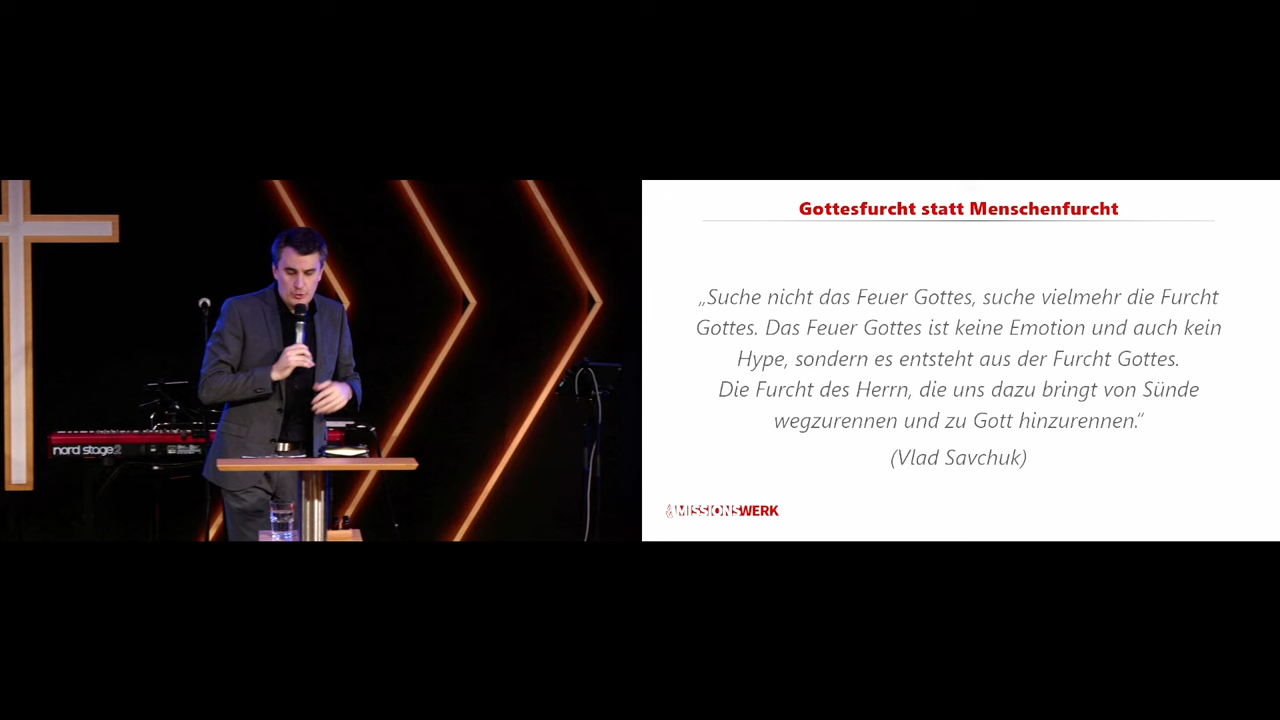 nord stage 2
Gottesfurcht statt Menschenfurcht
„Suche nicht das Feuer Gottes, suche vielmehr die Furcht
Gottes. Das Feuer Gottes ist keine Emotion und auch kein
Hype, sondern es entsteht aus der Furcht Gottes.
Die Furcht des Herrn, die uns dazu bringt von Sünde
wegzurennen und zu Gott hinzurennen.“
(Vlad Savchuk)
MISSIONSWERK